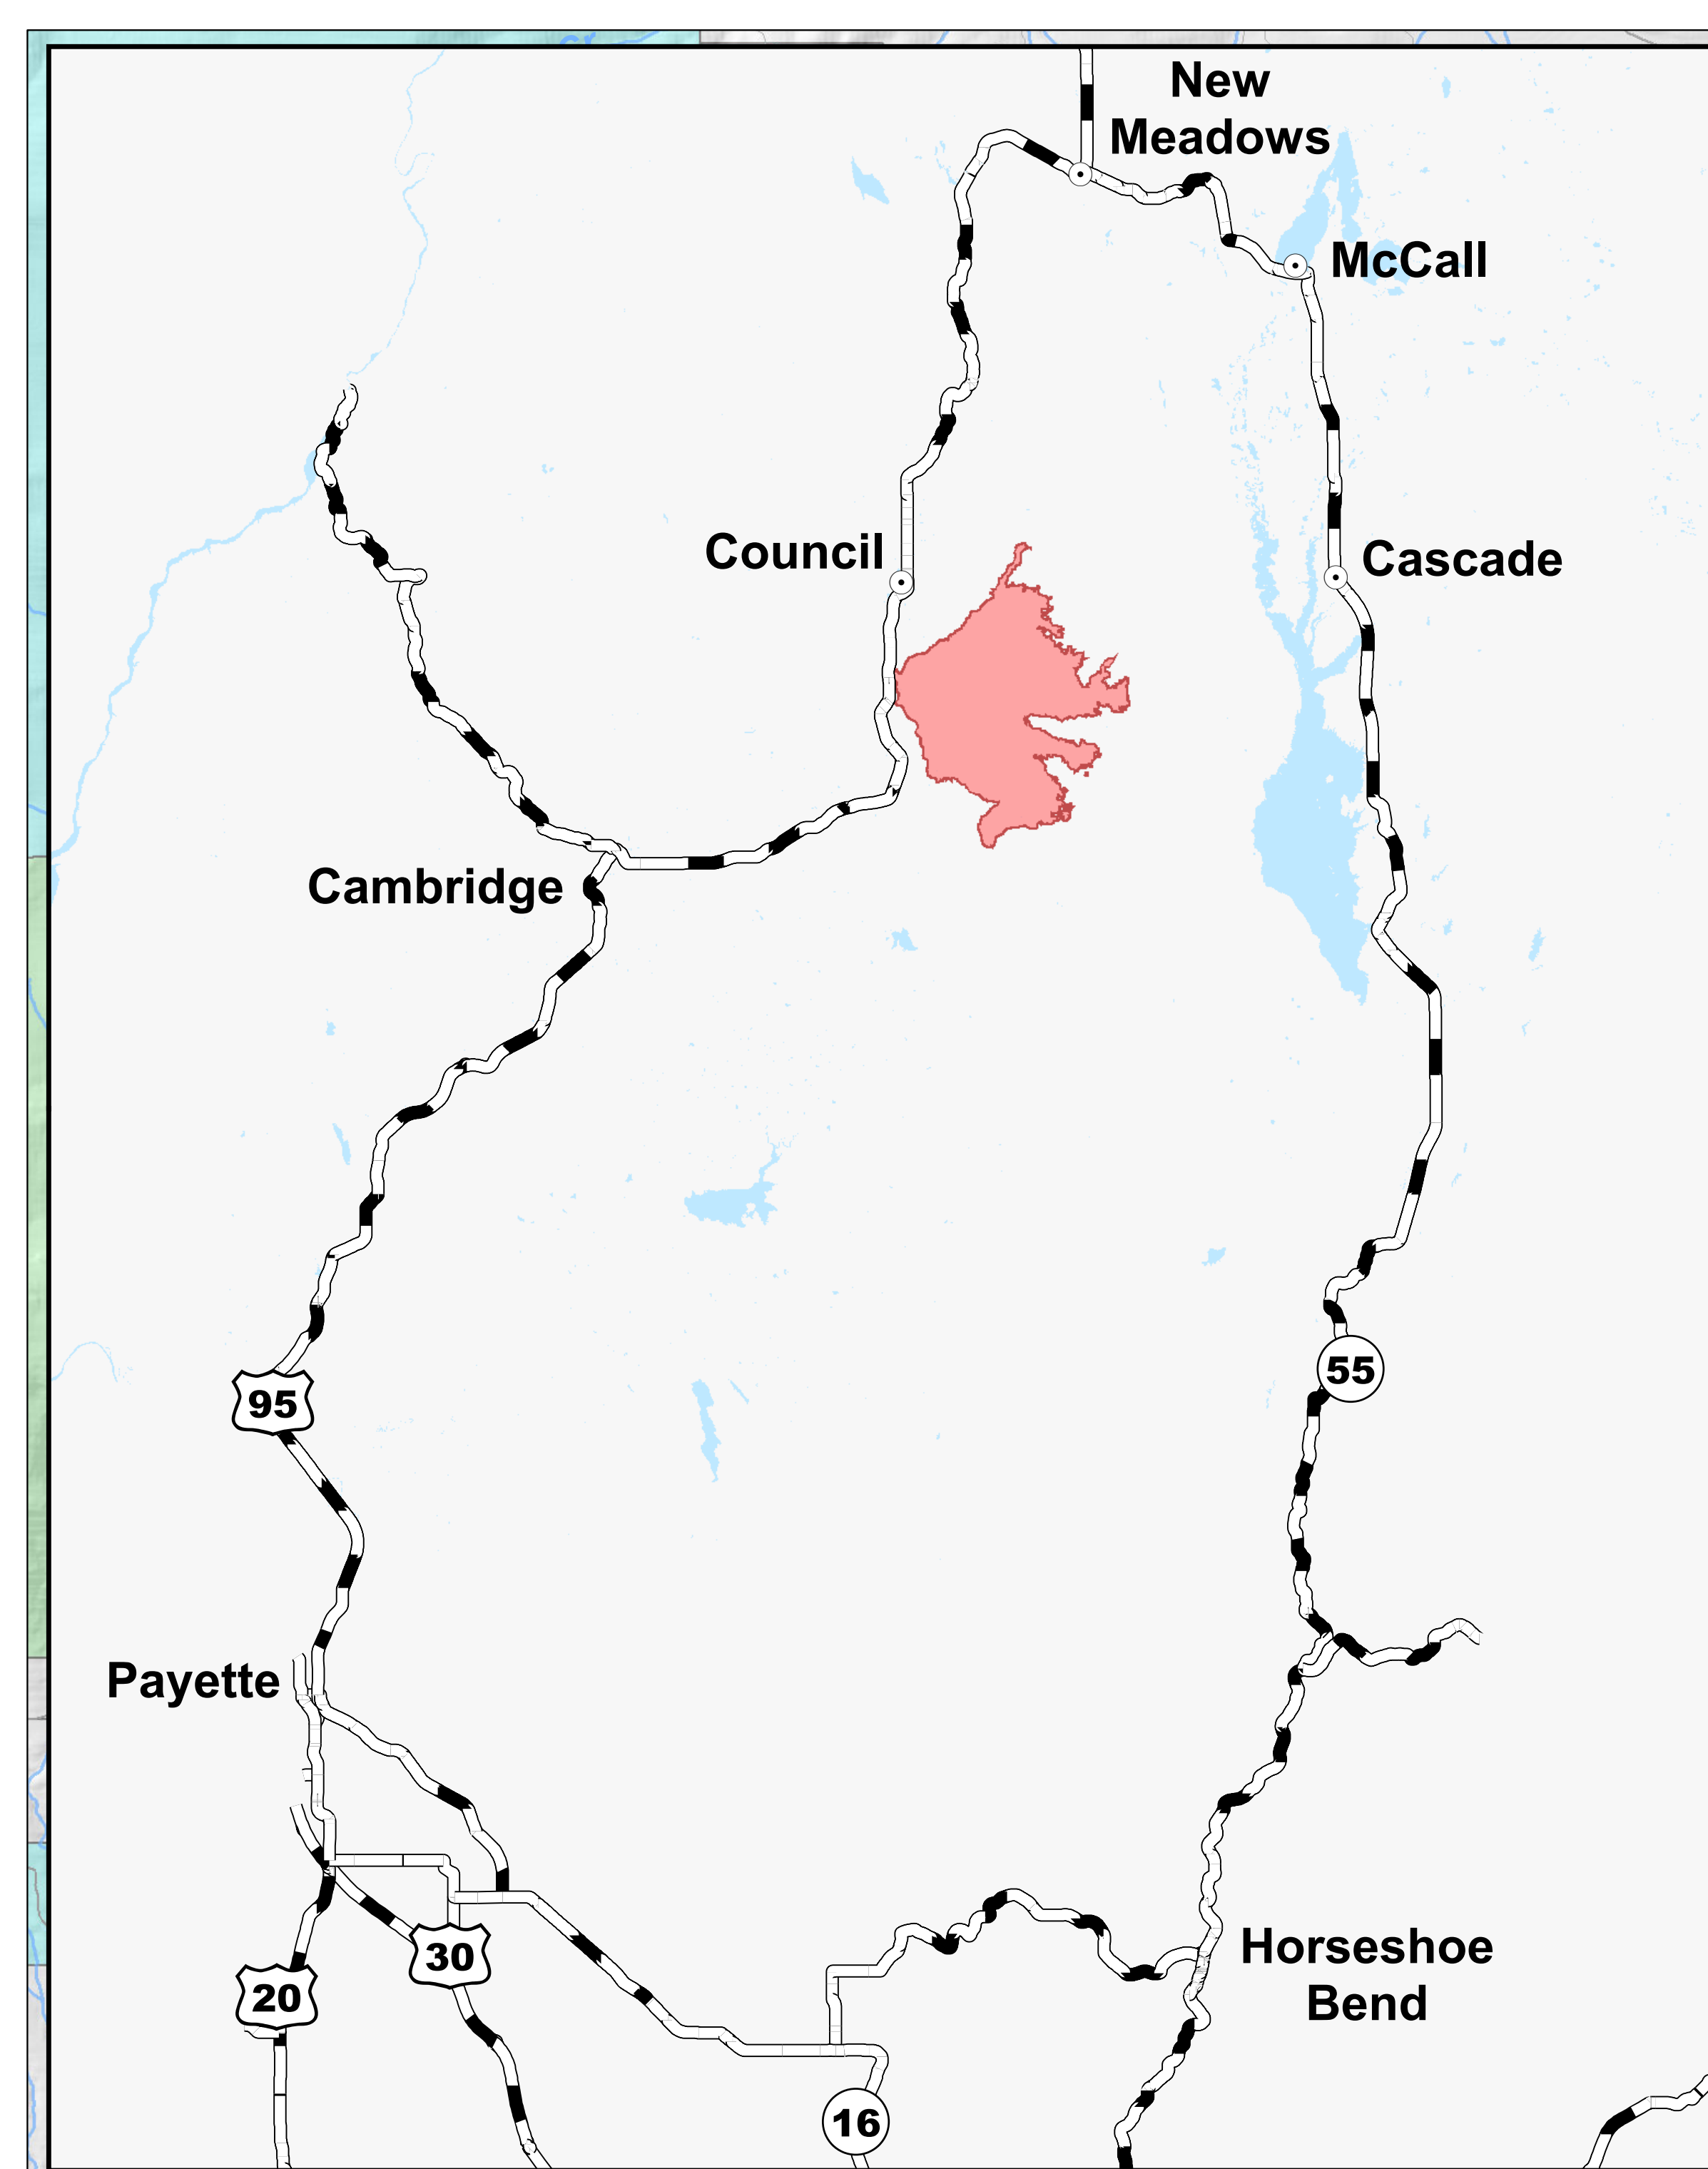 New
Meadows
McCall
Council
Cascade
Cambridge
55
95
Payette
Horseshoe
Bend
30
20
16